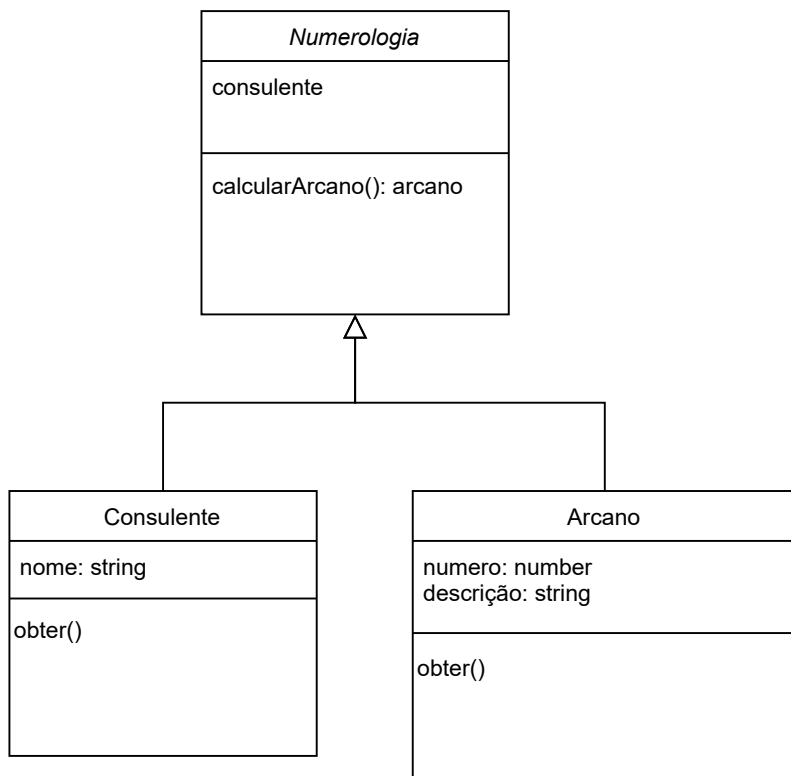 Numerologia
consulente
calcularArcano(): arcano
Consulente
nome: string
obter()
Arcano
numero: number
descrição: string
obter()